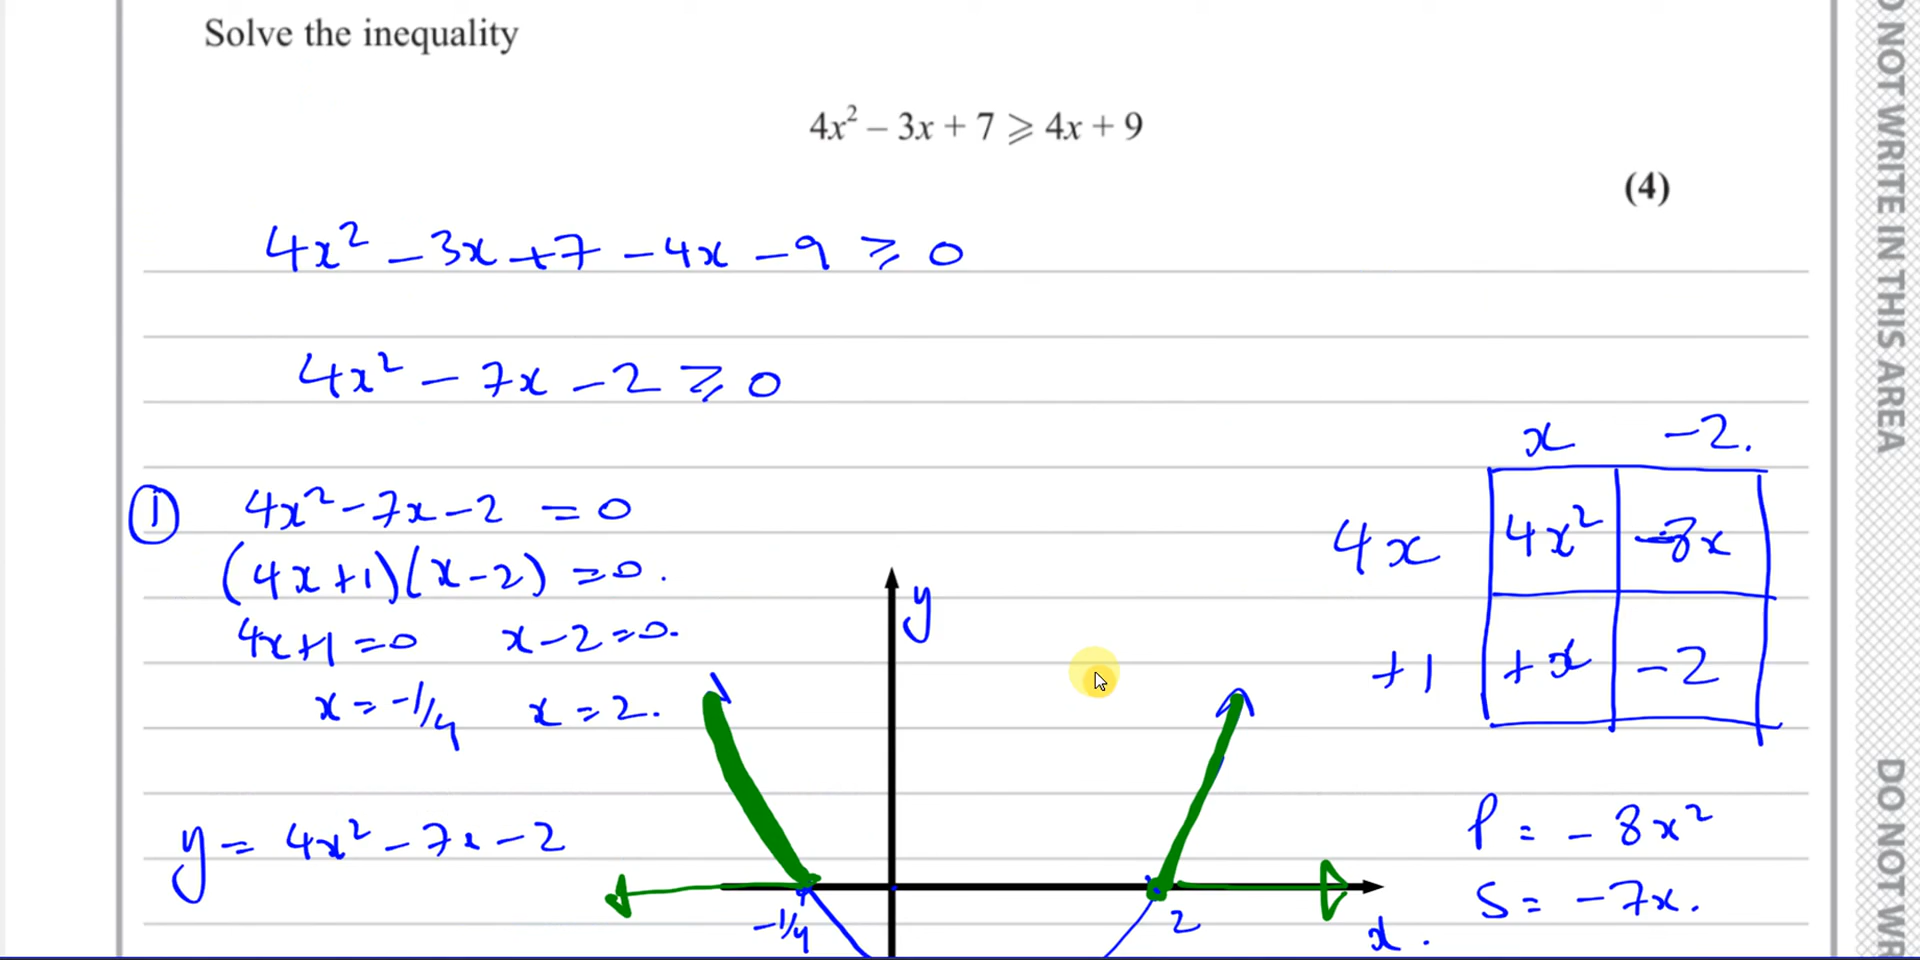 Solve the inequality
4x² – 3x + 7 ⩾ 4x + 9
(4)
4x² – 3x + 7 – 4x – 9 ⩾ 0
4x² – 7x – 2 ⩾ 0
① 4x² – 7x – 2 = 0
(4x+1)(x–2) = 0.
4x+1 = 0 x–2 = 0.
x = -1/4 x = 2.
y = 4x² – 7x – 2
y
-1/4 2 x.
x -2.
4x 4x² -8x
+1 +x -2
P = - 8x²
S = - 7x.
O NOT WRITE IN THIS AREA
DO NOT WR